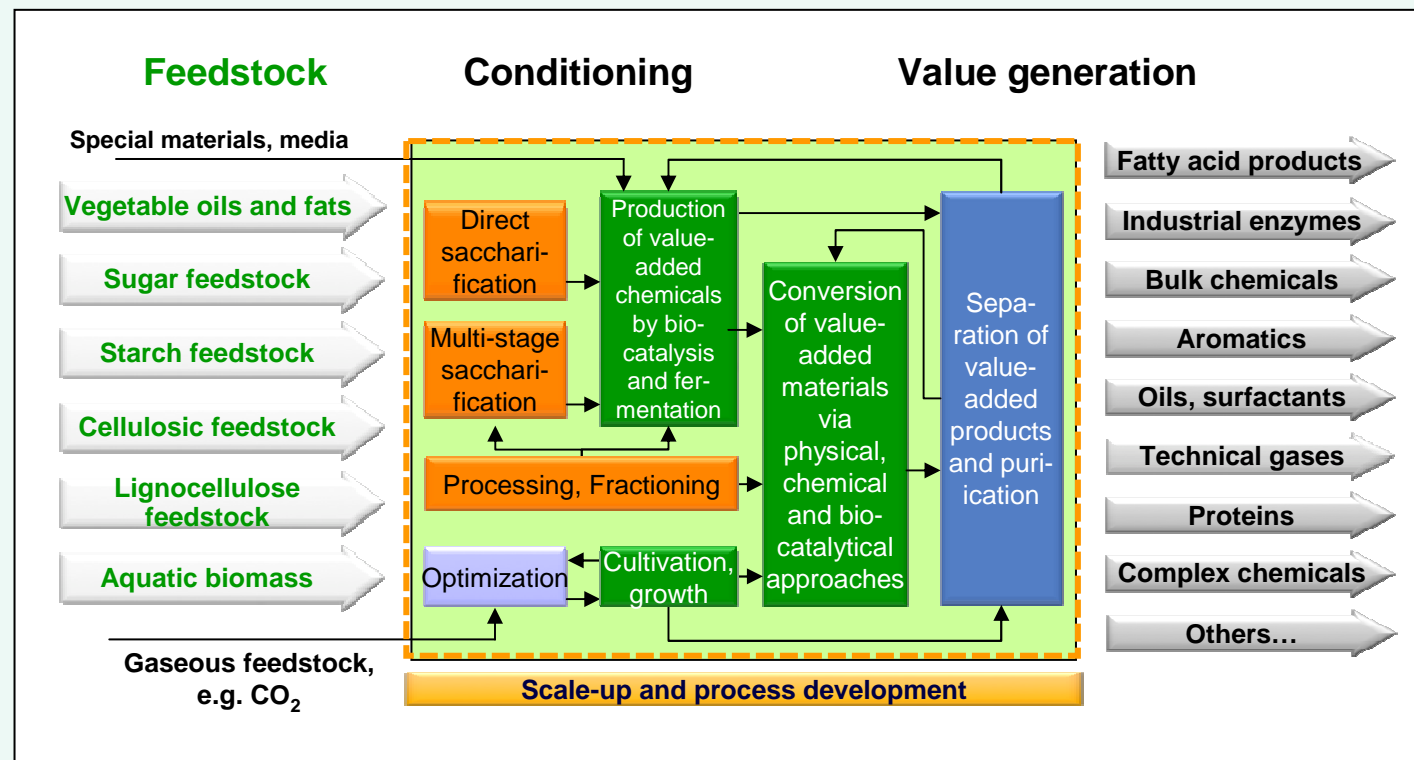 Feedstock
Conditioning
Value generation
Special materials, media
Vegetable oils and fats
Sugar feedstock
Starch feedstock
Cellulosic feedstock
Lignocellulose
feedstock
Aquatic biomass
Gaseous feedstock,
e.g. CO₂
Direct
sacchari-
fication
Multi-stage
sacchari-
fication
Processing, Fractioning
Optimization
Cultivation,
growth
Production
of value-
added
chemicals
by bio-
catalysis
and fer-
mentation
Conversion
of value-
added
materials
via
physical,
chemical
and bio-
catalytical
approaches
Sepa-
ration of
value-
added
products
and puri-
ication
Scale-up and process development
Fatty acid products
Industrial enzymes
Bulk chemicals
Aromatics
Oils, surfactants
Technical gases
Proteins
Complex chemicals
Others…